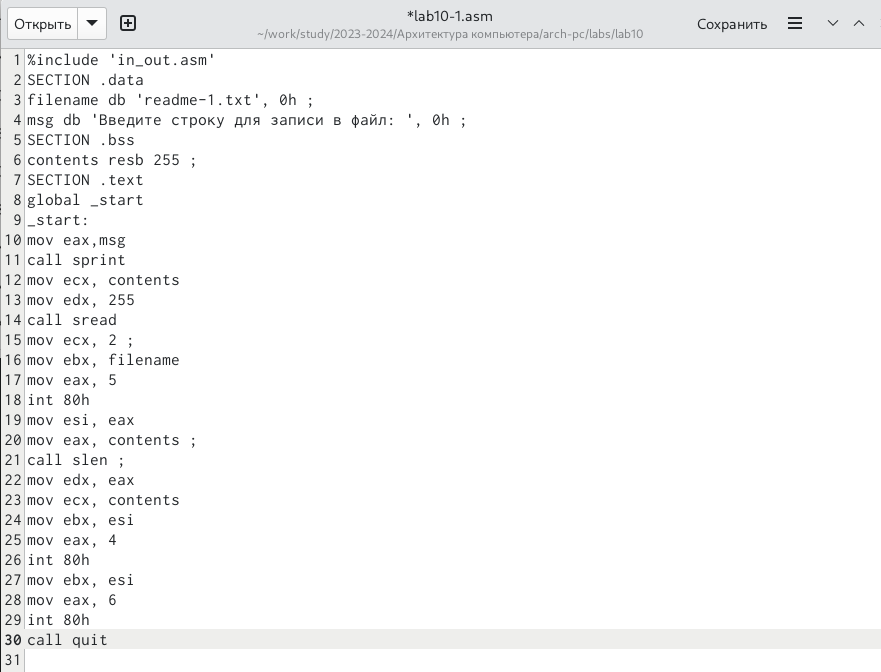 Открыть
*lab10-1.asm
~/work/study/2023-2024/Архитектура компьютера/arch-pc/labs/lab10
Сохранить
1 %include 'in_out.asm'
2 SECTION .data
3 filename db 'readme-1.txt', 0h ;
4 msg db 'Введите строку для записи в файл: ', 0h ;
5 SECTION .bss
6 contents resb 255 ;
7 SECTION .text
8 global _start
9 _start:
10 mov eax,msg
11 call sprint
12 mov ecx, contents
13 mov edx, 255
14 call sread
15 mov ecx, 2 ;
16 mov ebx, filename
17 mov eax, 5
18 int 80h
19 mov esi, eax
20 mov eax, contents ;
21 call slen ;
22 mov edx, eax
23 mov ecx, contents
24 mov ebx, esi
25 mov eax, 4
26 int 80h
27 mov ebx, esi
28 mov eax, 6
29 int 80h
30 call quit
31